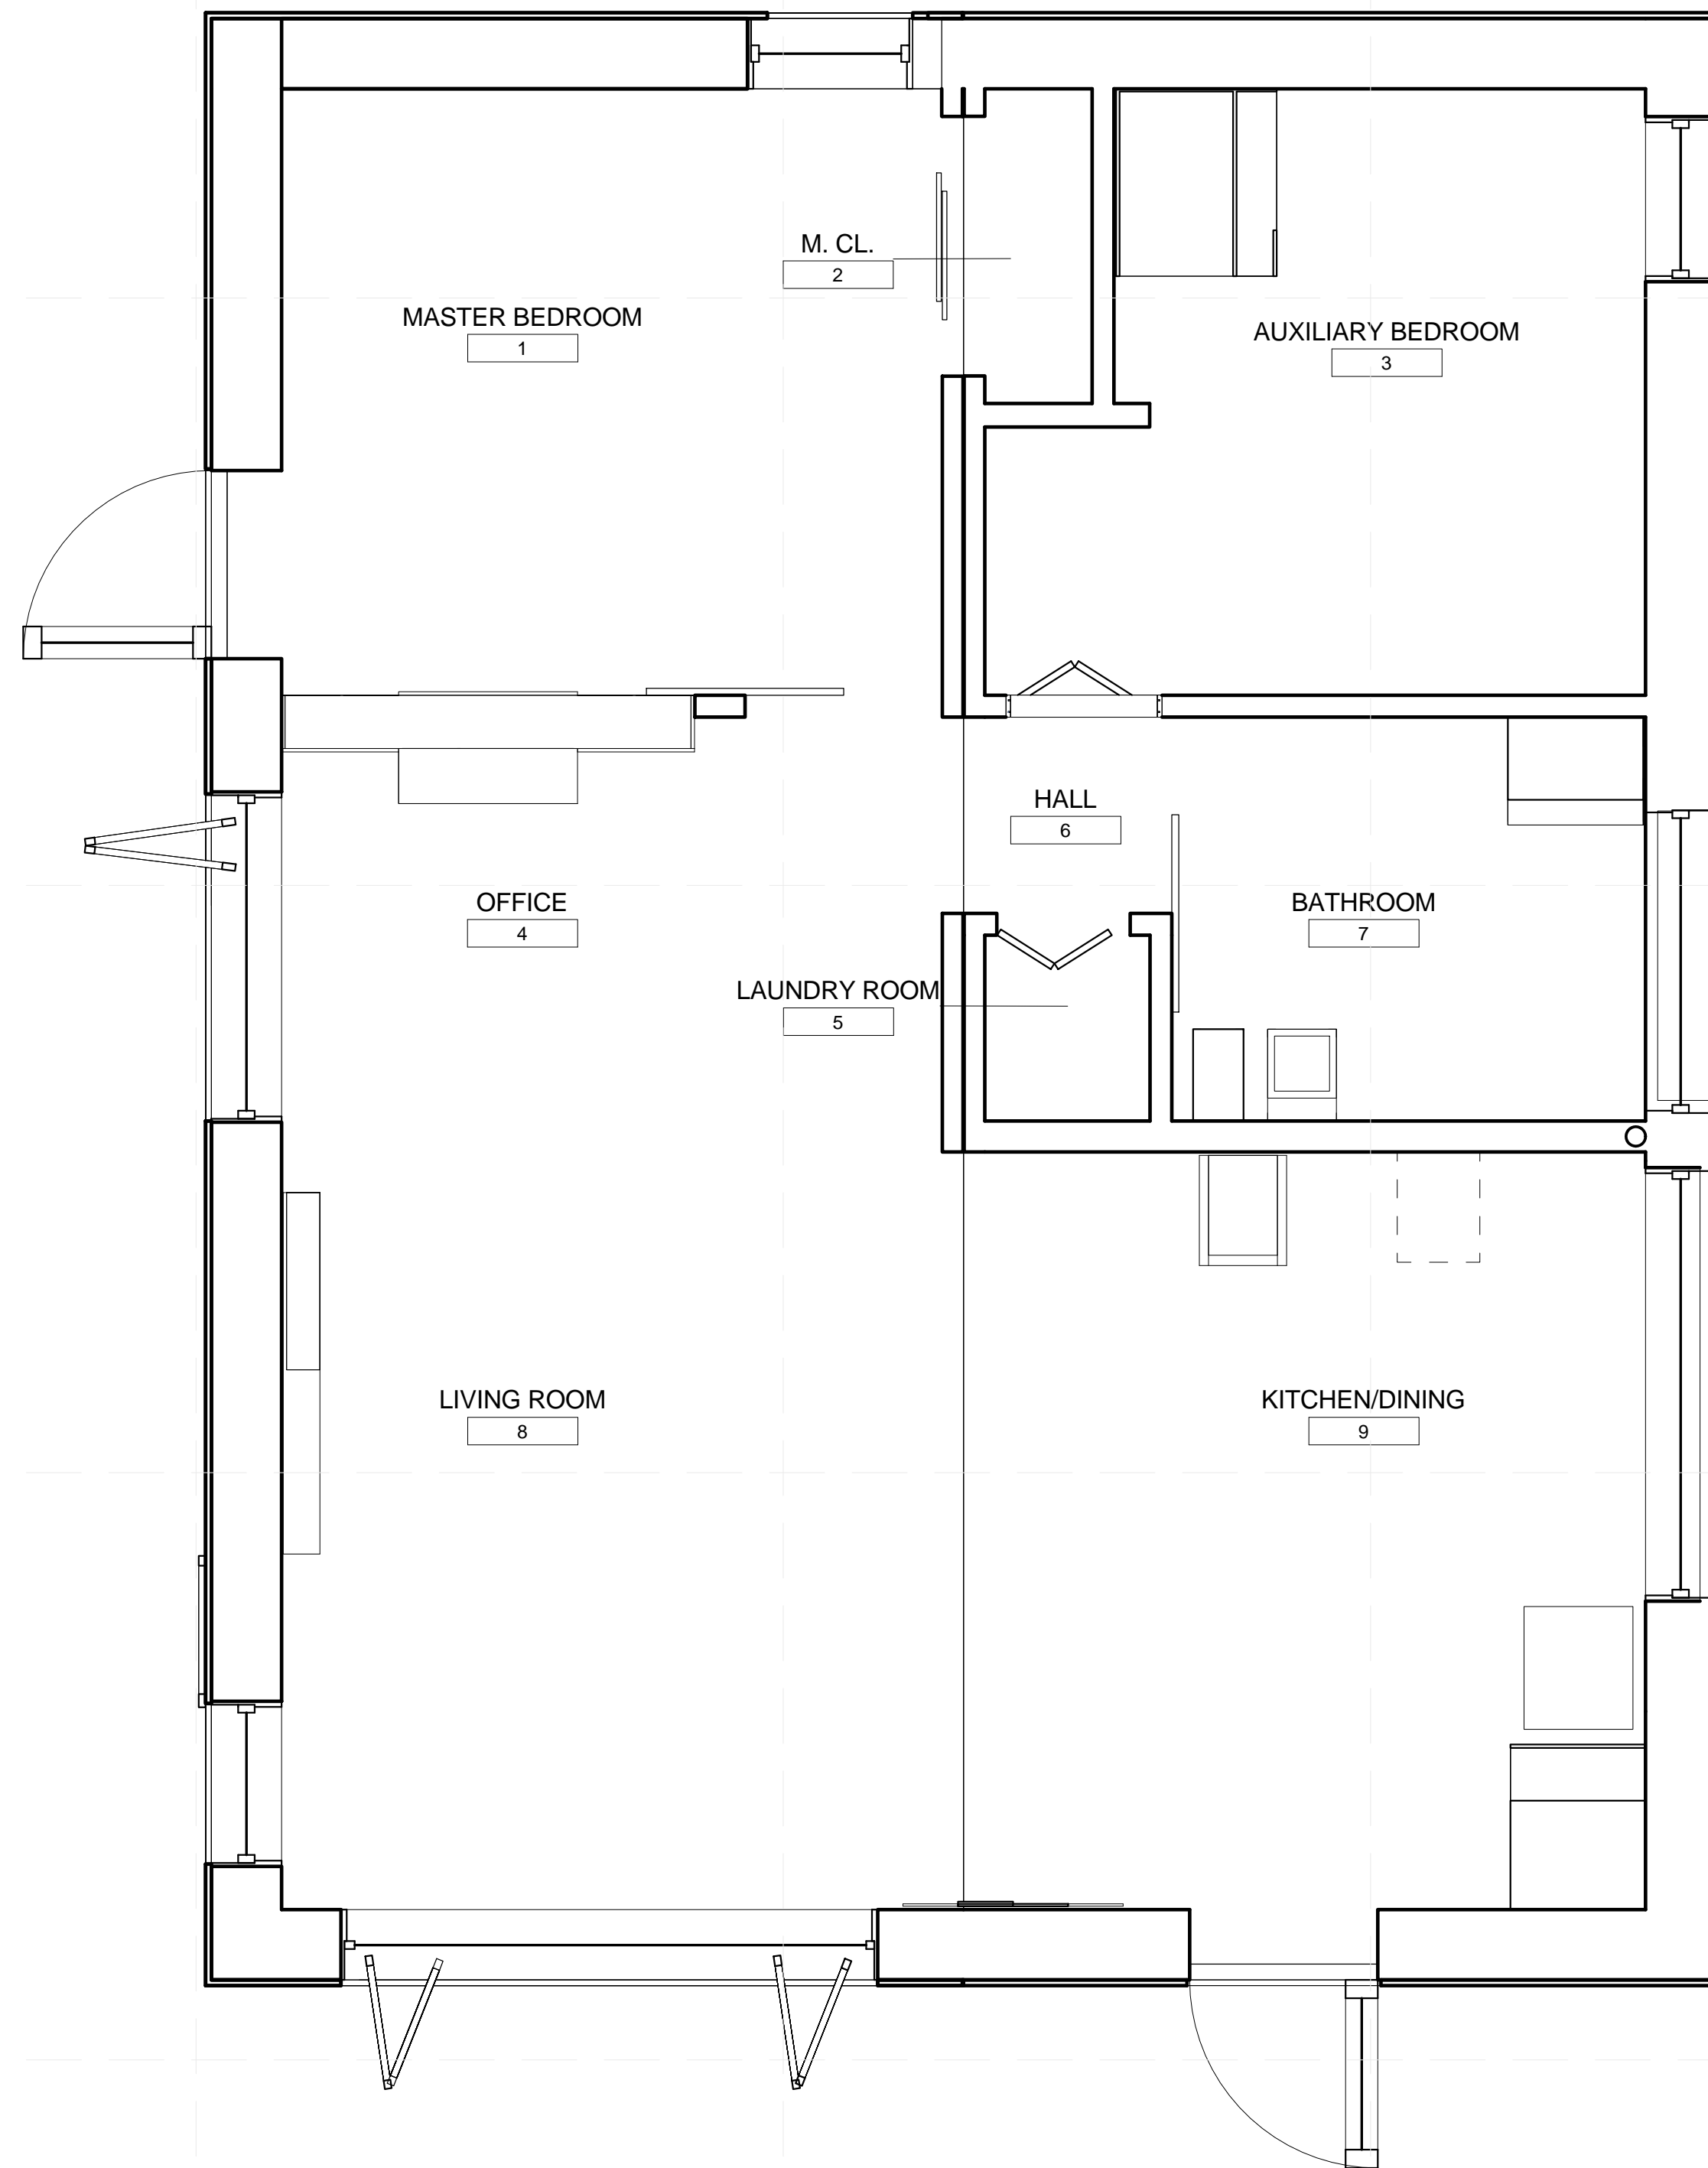 M. CL.
2
MASTER BEDROOM
1
AUXILIARY BEDROOM
3
HALL
6
OFFICE
4
BATHROOM
7
LAUNDRY ROOM
5
LIVING ROOM
8
KITCHEN/DINING
9